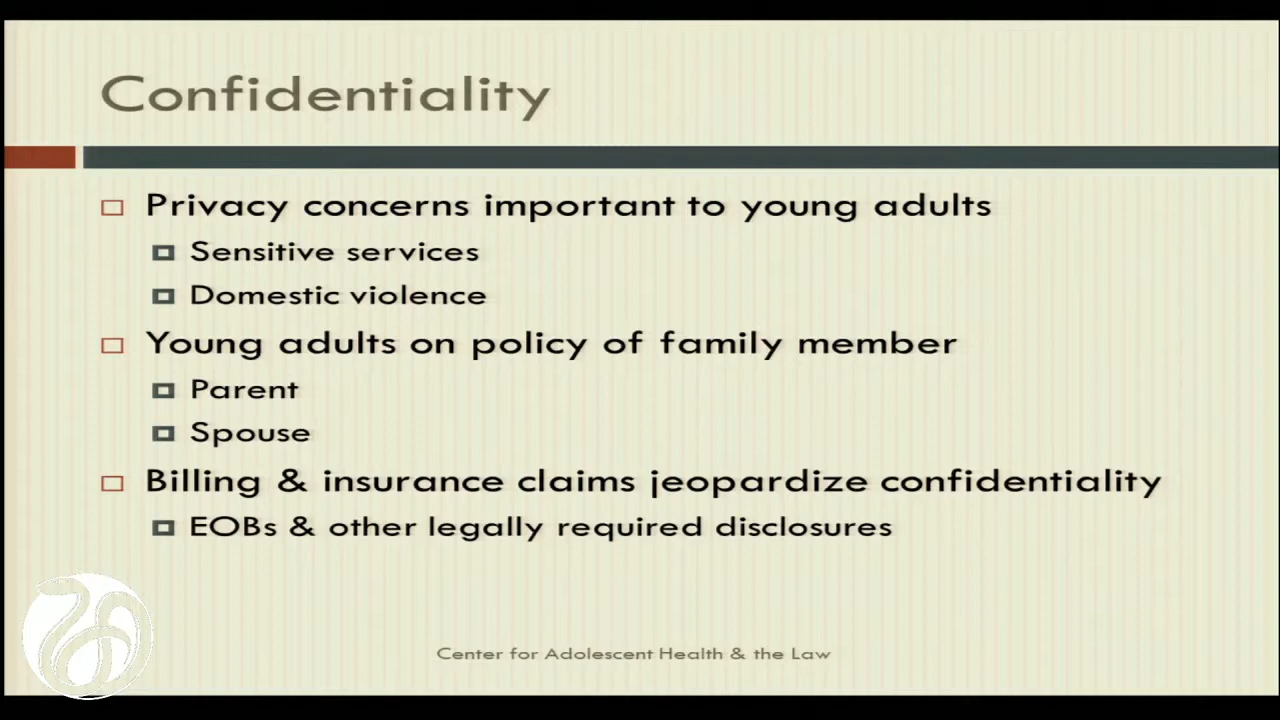 Confidentiality
Privacy concerns important to young adults
Sensitive services
Domestic violence
Young adults on policy of family member
Parent
Spouse
Billing & insurance claims jeopardize confidentiality
EOBs & other legally required disclosures
Center for Adolescent Health & the Law